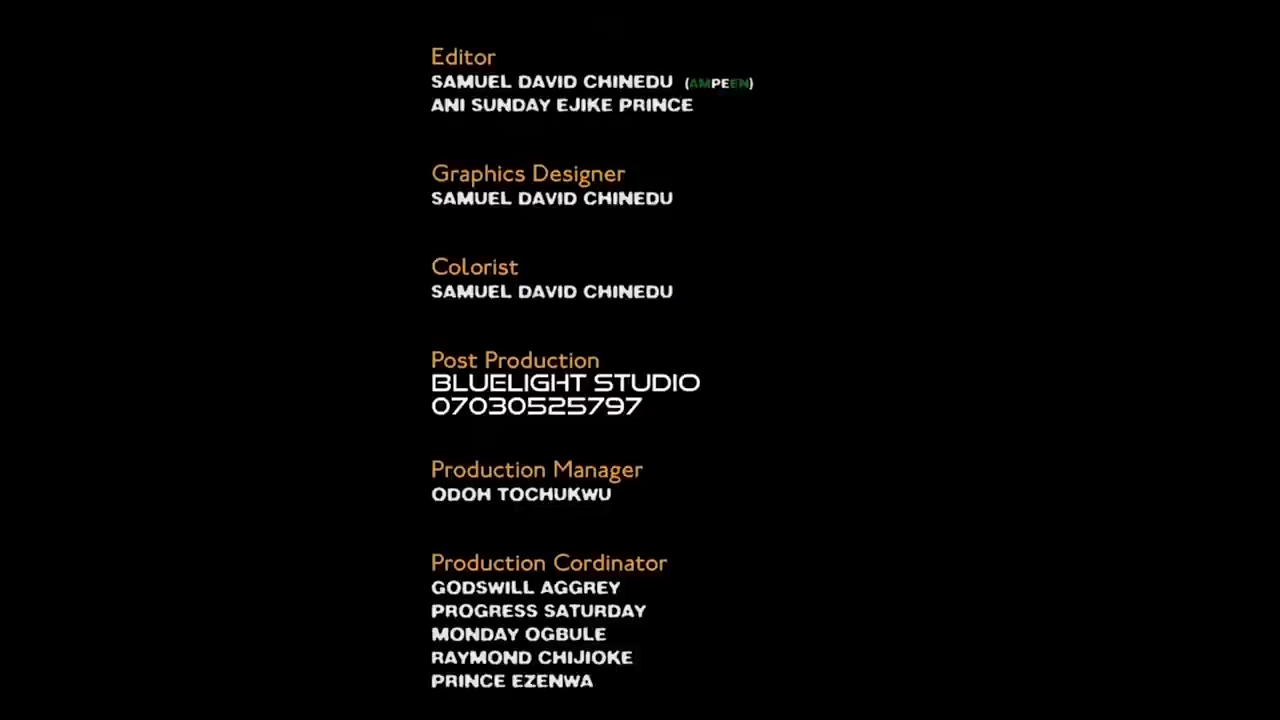 Editor
SAMUEL DAVID CHINEDU (AMPEEN)
ANI SUNDAY EJIKE PRINCE
Graphics Designer
SAMUEL DAVID CHINEDU
Colorist
SAMUEL DAVID CHINEDU
Post Production
BLUELIGHT STUDIO
07030525797
Production Manager
ODOH TOCHUKWU
Production Cordinator
GODSWILL AGGREY
PROGRESS SATURDAY
MONDAY OGBULE
RAYMOND CHIJIOKE
PRINCE EZENWA